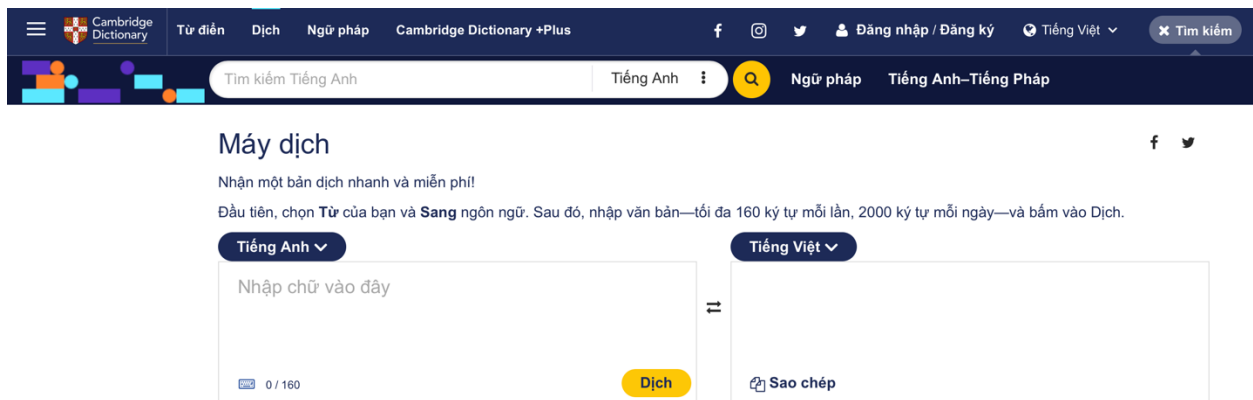 Cambridge Dictionary Từ điển Dịch Ngữ pháp Cambridge Dictionary +Plus Đăng nhập / Đăng ký Tiếng Việt Tìm kiếm
Tìm kiếm Tiếng Anh Tiếng Anh Ngữ pháp Tiếng Anh–Tiếng Pháp
Máy dịch
Nhận một bản dịch nhanh và miễn phí!
Đầu tiên, chọn Từ của bạn và Sang ngôn ngữ. Sau đó, nhập văn bản—tối đa 160 ký tự mỗi lần, 2000 ký tự mỗi ngày—và bấm vào Dịch.
Tiếng Anh Tiếng Việt
Nhập chữ vào đây
0 / 160 Dịch Sao chép